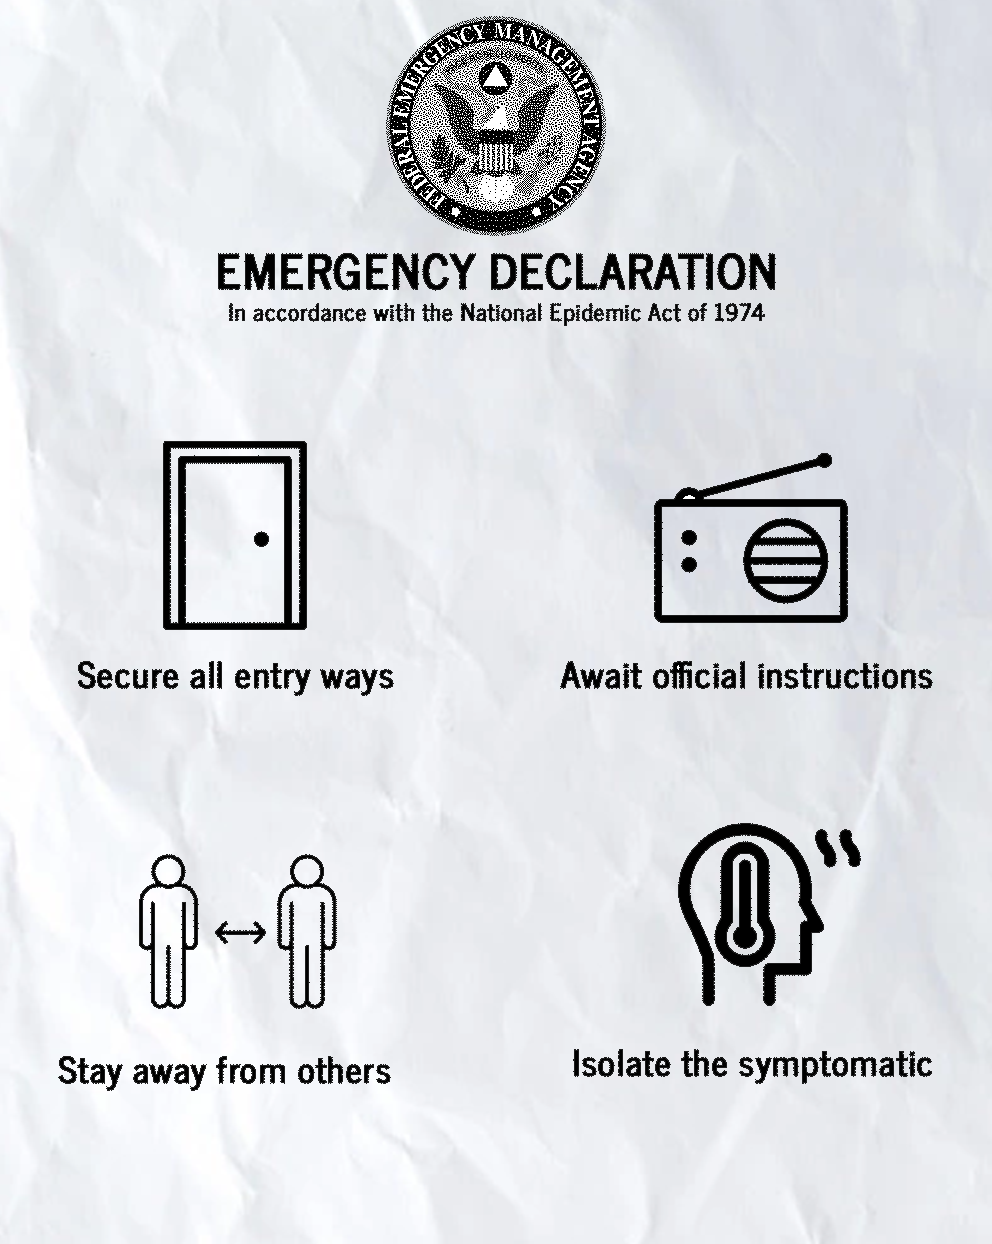 FEDERAL EMERGENCY MANAGEMENT AGENCY
EMERGENCY DECLARATION
In accordance with the National Epidemic Act of 1974
Secure all entry ways
Await official instructions
Stay away from others
Isolate the symptomatic